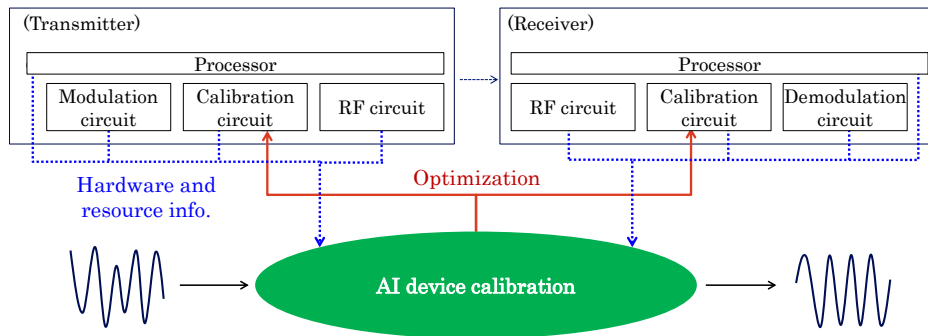 (Transmitter)
Processor
Modulation
circuit
Calibration
circuit
RF circuit
(Receiver)
Processor
RF circuit
Calibration
circuit
Demodulation
circuit
Hardware and
resource info.
Optimization
AI device calibration